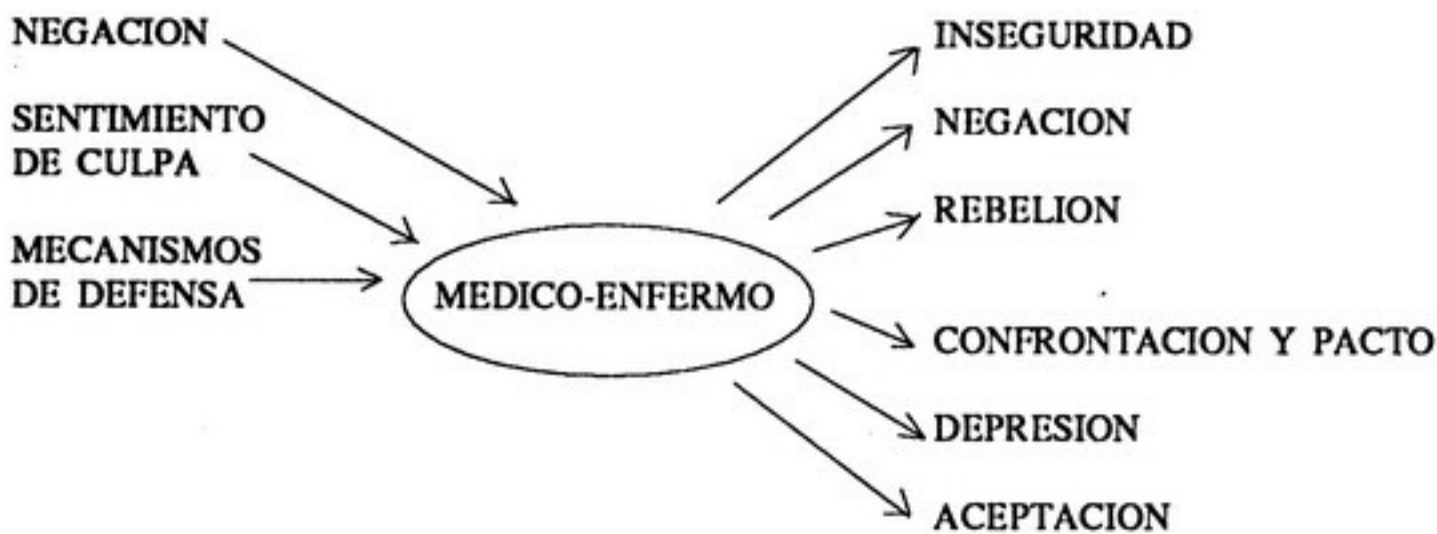 NEGACION
SENTIMIENTO
DE CULPA
MECANISMOS
DE DEFENSA
MEDICO-ENFERMO
INSEGURIDAD
NEGACION
REBELION
CONFRONTACION Y PACTO
DEPRESION
ACEPTACION